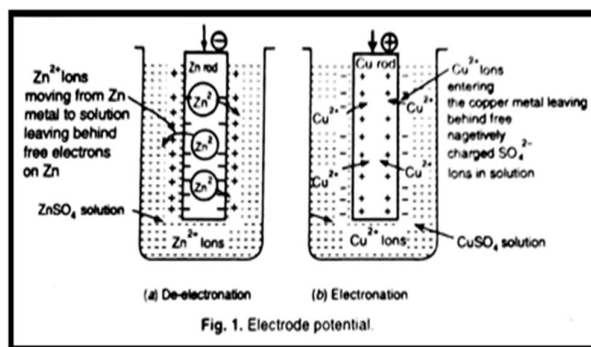 ⊖
Zn rod
Zn²⁺Ions
moving from Zn
metal to solution
leaving behind
free electrons
on Zn
Zn²
Zn²
Zn²
ZnSO₄ solution
Zn²⁺ Ions
(a) De-electronation
⊕
Cu rod
Cu²⁺ Ions
entering
the copper metal leaving
behind free
nagetively
charged SO₄²⁻
Ions in solution
Cu²⁺
Cu²⁺
Cu²⁺
Cu²⁺
Cu²⁺ Ions
CuSO₄ solution
(b) Electronation
Fig. 1. Electrode potential.